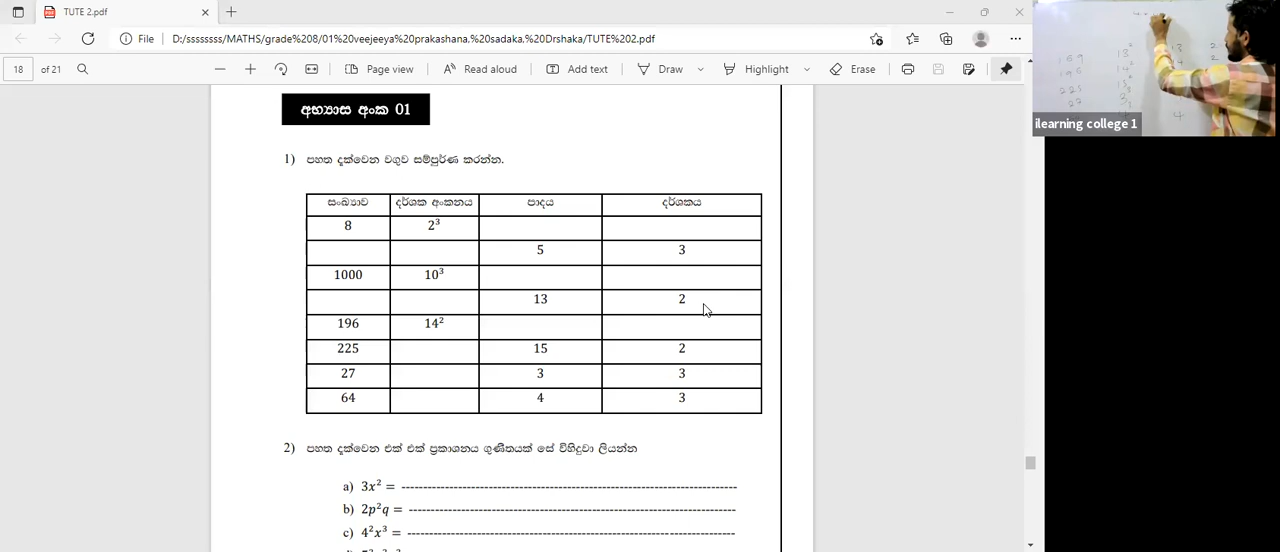 TUTE 2.pdf
File D:/ssssssss/MATHS/grade%208/01%20veejeeya%20prakashana.%20sadaka.%20Drshaka/TUTE%202.pdf
18 of 21 Page view Read aloud Add text Draw Highlight Erase
ilearning college 1
අභ්‍යාස අංක 01
1) පහත දැක්වෙන වගුව සම්පුර්ණ කරන්න.
සංඛ්‍යාව දර්ශක අංකනය පාදය දර්ශකය
8 2³
5 3
1000 10³
13 2
196 14²
225 15 2
27 3 3
64 4 3
2) පහත දැක්වෙන එක් එක් ප්‍රකාශනය ගුණිතයක් සේ විහිදුවා ලියන්න
a) 3x² = ------------------------------------------------------------
b) 2p²q = ------------------------------------------------------------
c) 4²x³ = ------------------------------------------------------------